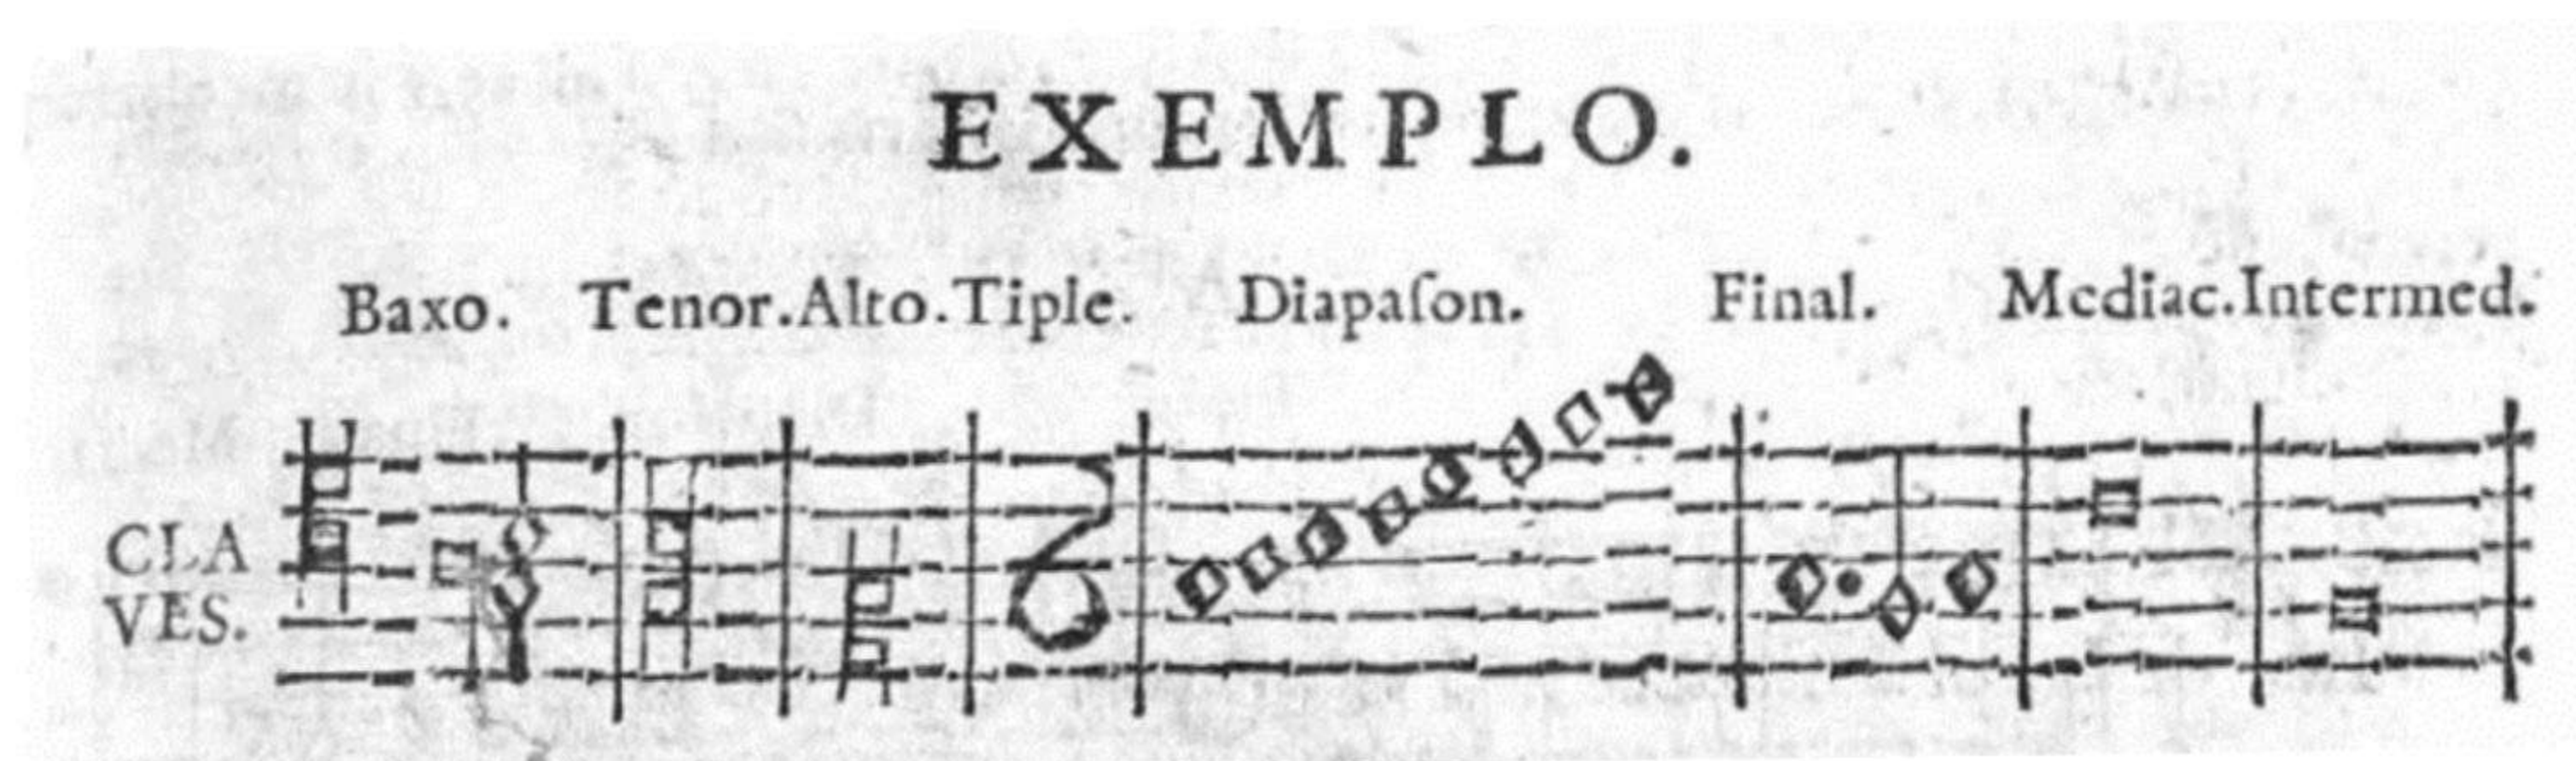 EXEMPLO.
Baxo. Tenor. Alto. Tiple. Diapaſon. Final. Mediac. Intermed.
CLA
VES.